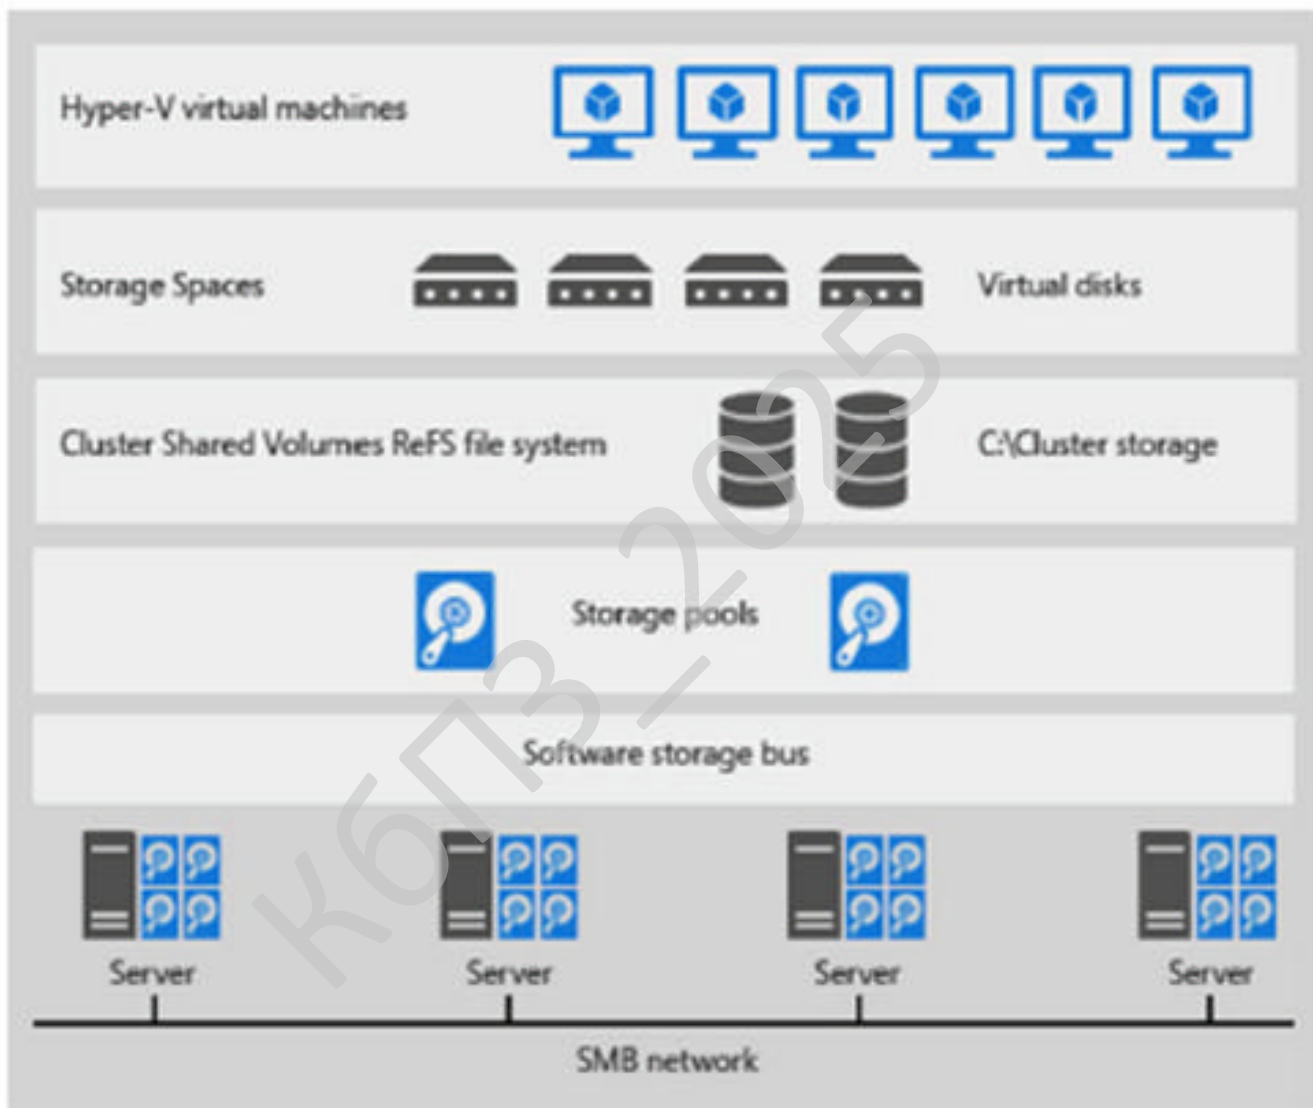 Hyper-V virtual machines
Storage Spaces
Virtual disks
Cluster Shared Volumes ReFS file system
C:\Cluster storage
Storage pools
Software storage bus
Server
Server
Server
Server
SMB network
КбПЗ_2025